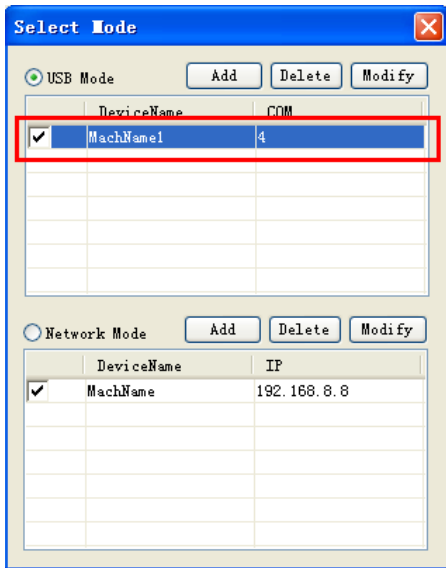 Select Mode
USB Mode Add Delete Modify
DeviceName COM
MachName1 4
Network Mode Add Delete Modify
DeviceName IP
MachName 192.168.8.8